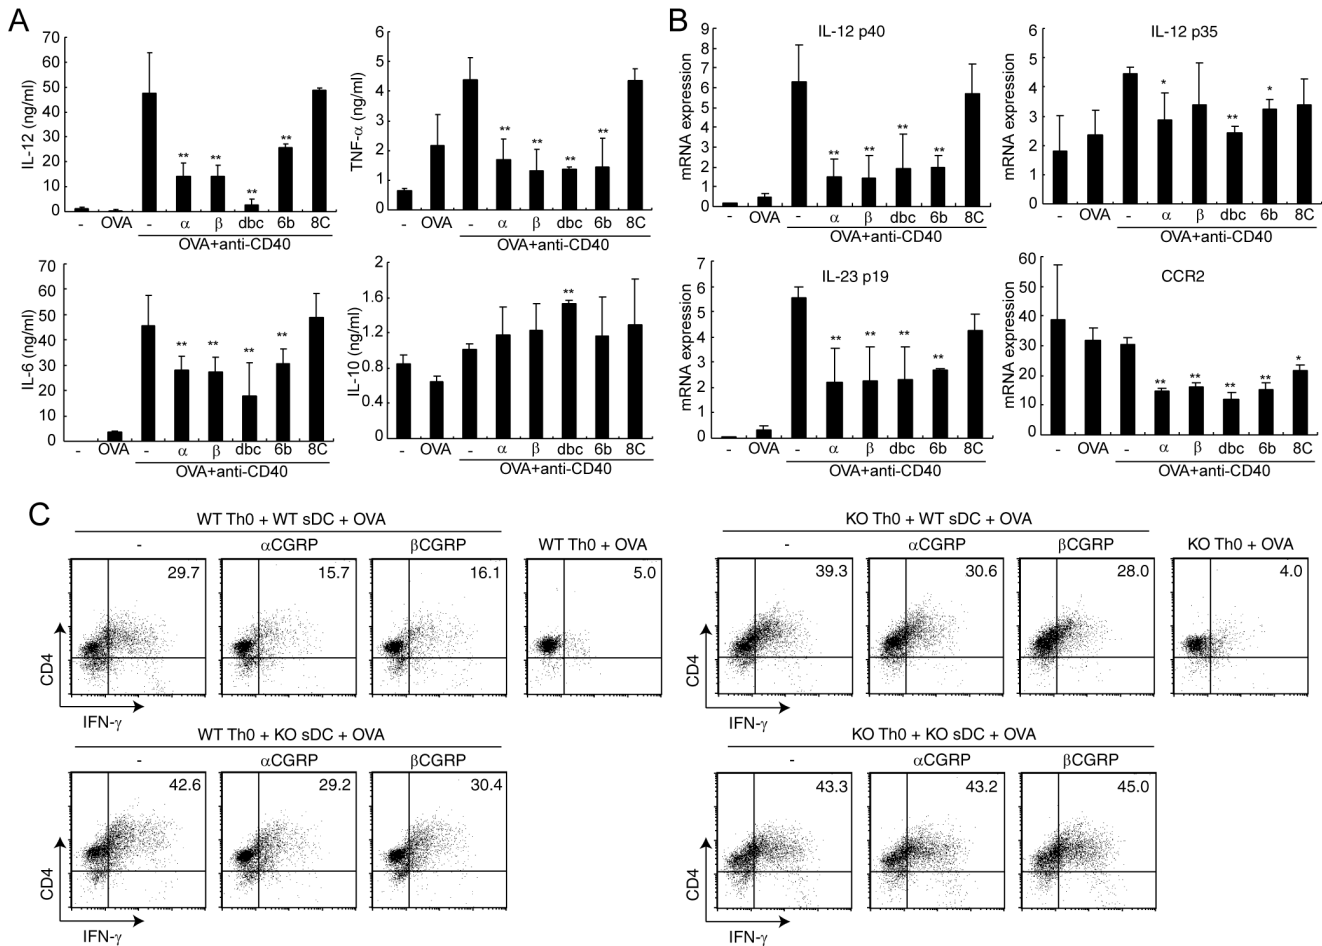 A
IL-12 (ng/ml)
70
60
50
40
30
20
10
0
- OVA - α β dbc 6b 8C
** ** ** **
OVA+anti-CD40
TNF-α (ng/ml)
6
5
4
3
2
1
0
- OVA - α β dbc 6b 8C
** ** ** **
OVA+anti-CD40
IL-6 (ng/ml)
70
60
50
40
30
20
10
0
- OVA - α β dbc 6b 8C
** ** ** **
OVA+anti-CD40
IL-10 (ng/ml)
2
1.6
1.2
0.8
0.4
0
- OVA - α β dbc 6b 8C
**
OVA+anti-CD40
B
IL-12 p40
mRNA expression
9
8
7
6
5
4
3
2
1
0
- OVA - α β dbc 6b 8C
** ** ** **
OVA+anti-CD40
IL-12 p35
mRNA expression
7
6
5
4
3
2
1
0
- OVA - α β dbc 6b 8C
* ** *
OVA+anti-CD40
IL-23 p19
mRNA expression
7
6
5
4
3
2
1
0
- OVA - α β dbc 6b 8C
** ** ** **
OVA+anti-CD40
CCR2
mRNA expression
60
50
40
30
20
10
0
- OVA - α β dbc 6b 8C
** ** ** ** *
OVA+anti-CD40
C
WT Th0 + WT sDC + OVA
- αCGRP βCGRP WT Th0 + OVA
29.7 15.7 16.1 5.0
CD4
IFN-γ
KO Th0 + WT sDC + OVA
- αCGRP βCGRP KO Th0 + OVA
39.3 30.6 28.0 4.0
CD4
IFN-γ
WT Th0 + KO sDC + OVA
- αCGRP βCGRP
42.6 29.2 30.4
CD4
IFN-γ
KO Th0 + KO sDC + OVA
- αCGRP βCGRP
43.3 43.2 45.0
CD4
IFN-γ